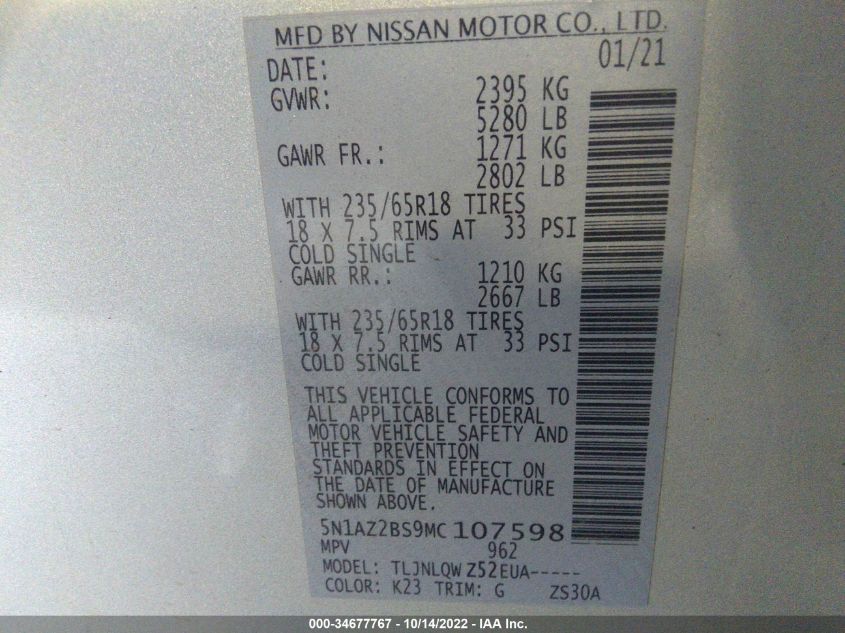 MFD BY NISSAN MOTOR CO., LTD.
DATE: 01/21
GVWR: 2395 KG
5280 LB
GAWR FR.: 1271 KG
2802 LB
WITH 235/65R18 TIRES
18 X 7.5 RIMS AT 33 PSI
COLD SINGLE
GAWR RR.: 1210 KG
2667 LB
WITH 235/65R18 TIRES
18 X 7.5 RIMS AT 33 PSI
COLD SINGLE
THIS VEHICLE CONFORMS TO
ALL APPLICABLE FEDERAL
MOTOR VEHICLE SAFETY AND
THEFT PREVENTION
STANDARDS IN EFFECT ON
THE DATE OF MANUFACTURE
SHOWN ABOVE.
5N1AZ2BS9MC107598
MPV 962
MODEL: TLJNLQW Z52EUA-----
COLOR: K23 TRIM: G ZS30A
000-34677767 - 10/14/2022 - IAA Inc.